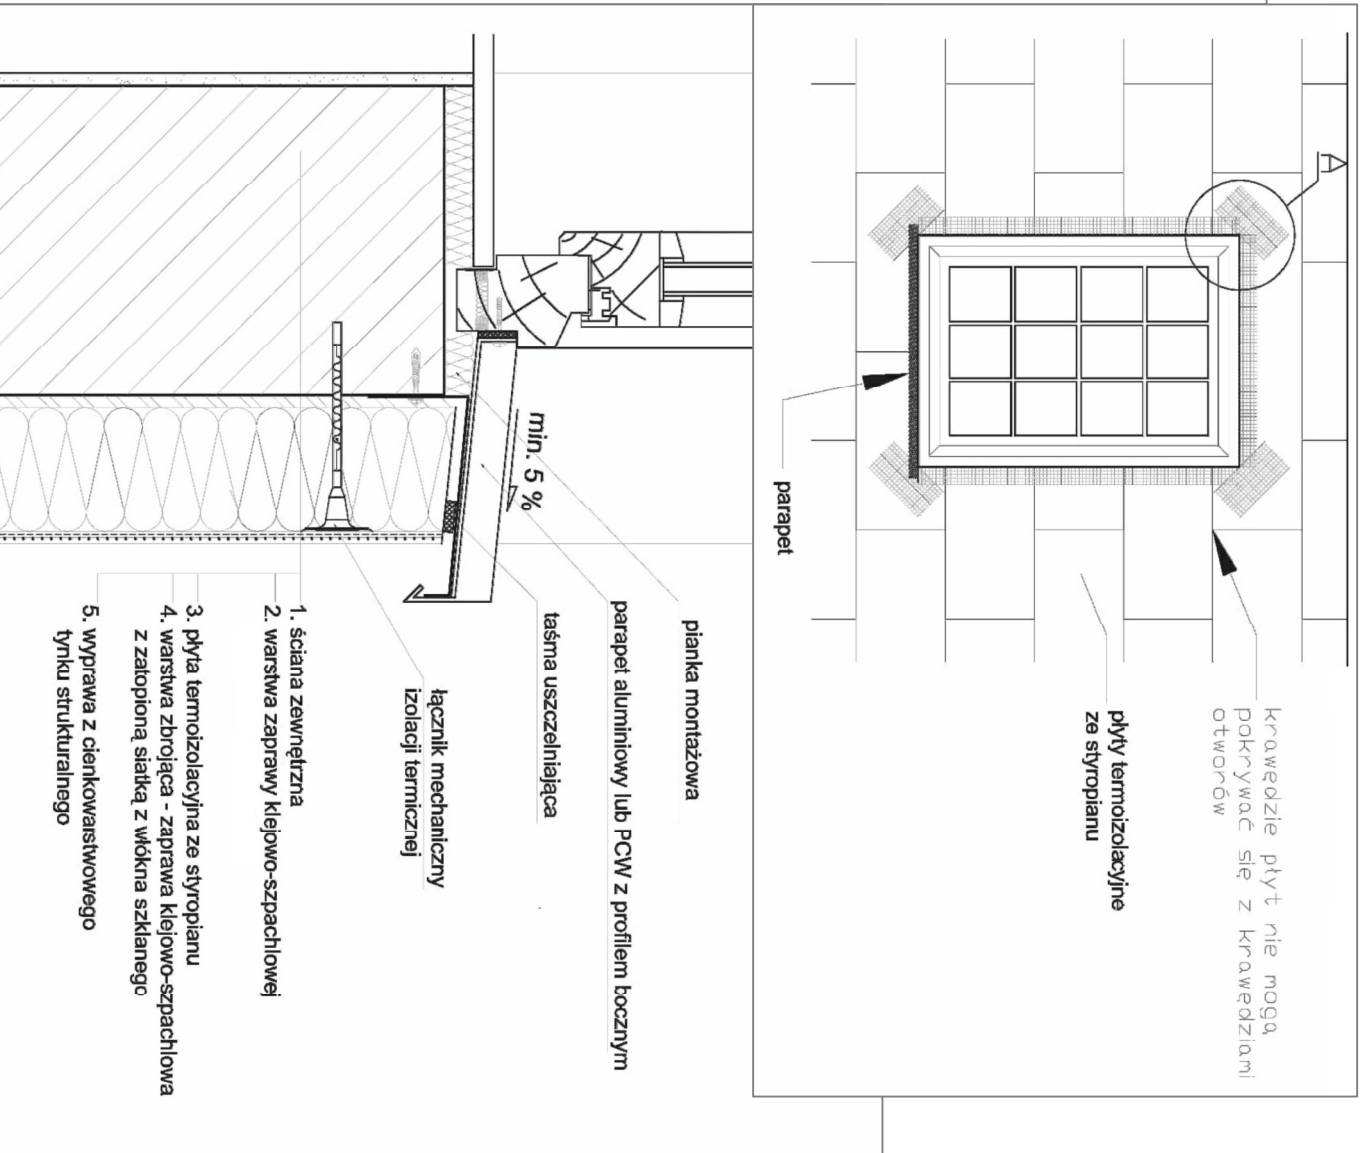 A
krawędzie płyt nie mogą
pokrywać się z krawędziami
otworów
płyty termoizolacyjne
ze styropianu
parapet
pianka montażowa
parapet aluminiowy lub PCW z profilem bocznym
min. 5 %
taśma uszczelniająca
łącznik mechaniczny
izolacji termicznej
1. ściana zewnętrzna
2. warstwa zaprawy klejowo-szpachlowej
3. płyta termoizolacyjna ze styropianu
4. warstwa zbrojąca - zaprawa klejowo-szpachlowa
z zatopioną siatką z włókna szklanego
5. wyprawa z cienkowarstwowego
tynku strukturalnego